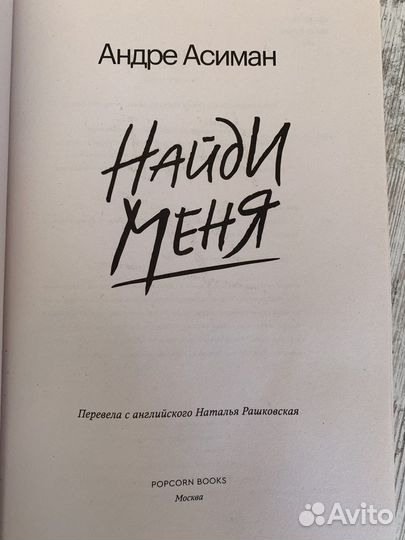 Андре Асиман
Найди
меня
Перевела с английского Наталья Рашковская
POPCORN BOOKS
Москва
Avito